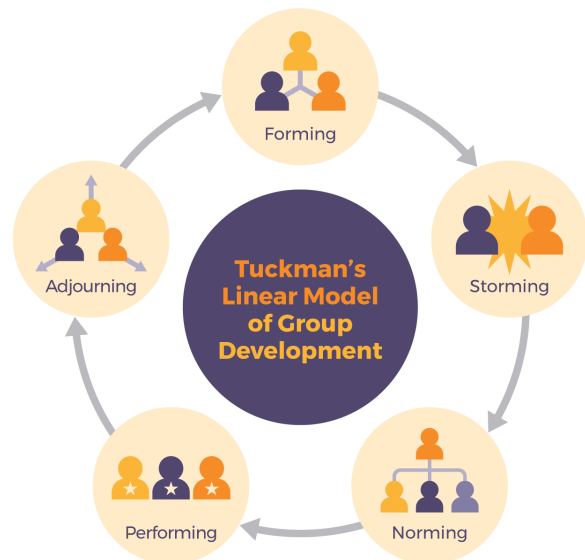 Forming
Storming
Norming
Performing
Adjourning
Tuckman's
Linear Model
of Group
Development